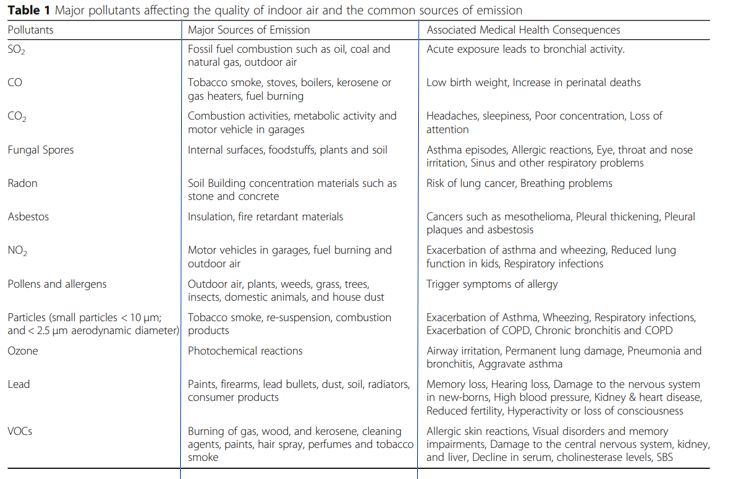 Table 1 Major pollutants affecting the quality of indoor air and the common sources of emission
Pollutants Major Sources of Emission Associated Medical Health Consequences
SO₂ Fossil fuel combustion such as oil, coal and Acute exposure leads to bronchial activity.
natural gas, outdoor air
CO Tobacco smoke, stoves, boilers, kerosene or Low birth weight, Increase in perinatal deaths
gas heaters, fuel burning
CO₂ Combustion activities, metabolic activity and Headaches, sleepiness, Poor concentration, Loss of
motor vehicle in garages attention
Fungal Spores Internal surfaces, foodstuffs, plants and soil Asthma episodes, Allergic reactions, Eye, throat and nose
irritation, Sinus and other respiratory problems
Radon Soil Building concentration materials such as Risk of lung cancer, Breathing problems
stone and concrete
Asbestos Insulation, fire retardant materials Cancers such as mesothelioma, Pleural thickening, Pleural
plaques and asbestosis
NO₂ Motor vehicles in garages, fuel burning and Exacerbation of asthma and wheezing, Reduced lung
outdoor air function in kids, Respiratory infections
Pollens and allergens Outdoor air, plants, weeds, grass, trees, Trigger symptoms of allergy
insects, domestic animals, and house dust
Particles (small particles < 10 μm; Tobacco smoke, re-suspension, combustion Exacerbation of Asthma, Wheezing, Respiratory infections,
and < 2.5 μm aerodynamic diameter) products Exacerbation of COPD, Chronic bronchitis and COPD
Ozone Photochemical reactions Airway irritation, Permanent lung damage, Pneumonia and
bronchitis, Aggravate asthma
Lead Paints, firearms, lead bullets, dust, soil, radiators, Memory loss, Hearing loss, Damage to the nervous system
consumer products in new-borns, High blood pressure, Kidney & heart disease,
Reduced fertility, Hyperactivity or loss of consciousness
VOCs Burning of gas, wood, and kerosene, cleaning Allergic skin reactions, Visual disorders and memory
agents, paints, hair spray, perfumes and tobacco impairments, Damage to the central nervous system, kidney,
smoke and liver, Decline in serum, cholinesterase levels, SBS